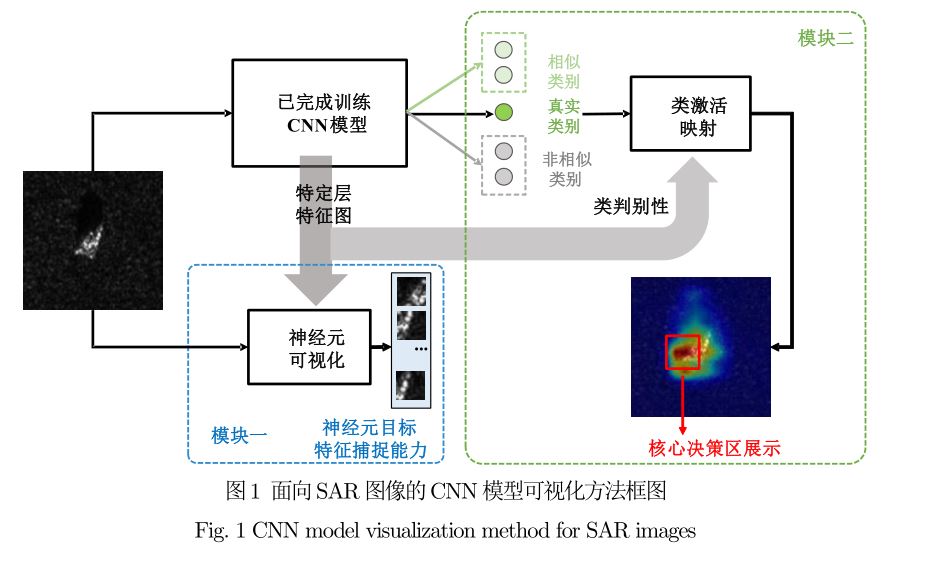 模块二
相似
类别
已完成训练
CNN模型
真实
类别
类激活
映射
非相似
类别
特定层
特征图
类判别性
神经元
可视化
...
模块一
神经元目标
特征捕捉能力
核心决策区展示
图1 面向SAR图像的CNN模型可视化方法框图
Fig. 1 CNN model visualization method for SAR images